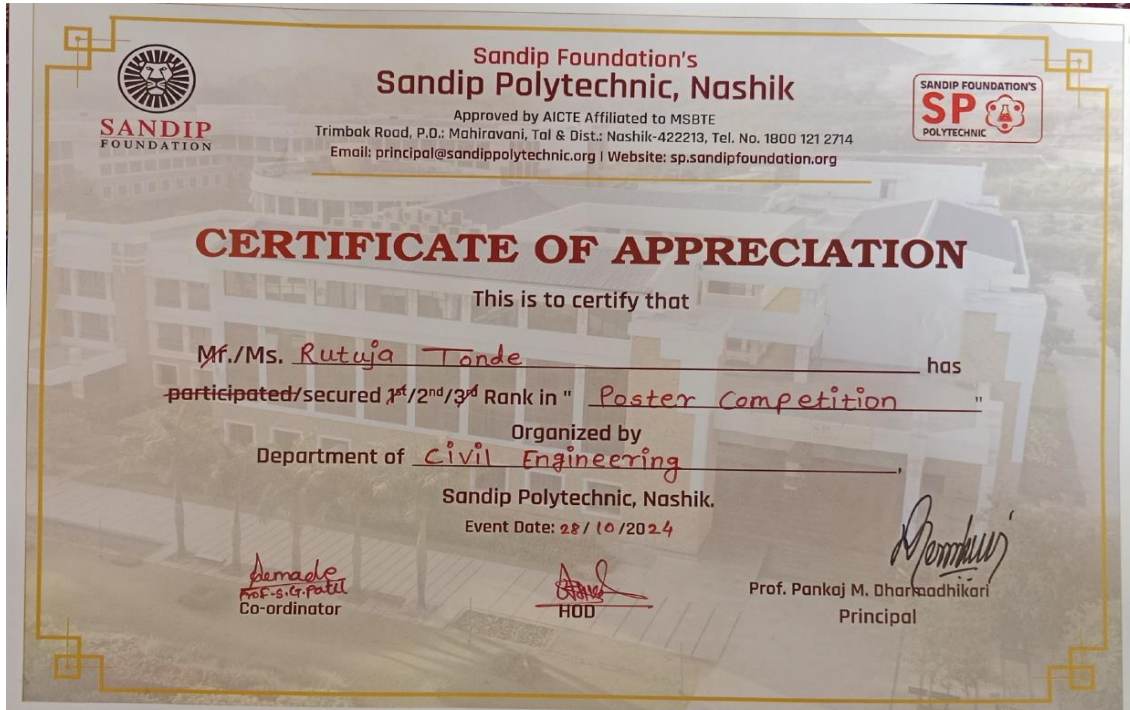 SANDIP
FOUNDATION
Sandip Foundation's
Sandip Polytechnic, Nashik
Approved by AICTE Affiliated to MSBTE
Trimbak Road, P.O.: Mahiravani, Tal & Dist.: Nashik-422213, Tel. No. 1800 121 2714
Email: principal@sandippolytechnic.org | Website: sp.sandipfoundation.org
SANDIP FOUNDATION'S
SP
POLYTECHNIC
CERTIFICATE OF APPRECIATION
This is to certify that
Mr./Ms. Rutuja Tonde has
participated/secured 1st/2nd/3rd Rank in " Poster Competition "
Organized by
Department of Civil Engineering,
Sandip Polytechnic, Nashik.
Event Date: 28/10/2024
Prof-S.G.Patil
Co-ordinator
HOD
Prof. Pankaj M. Dharmadhikari
Principal